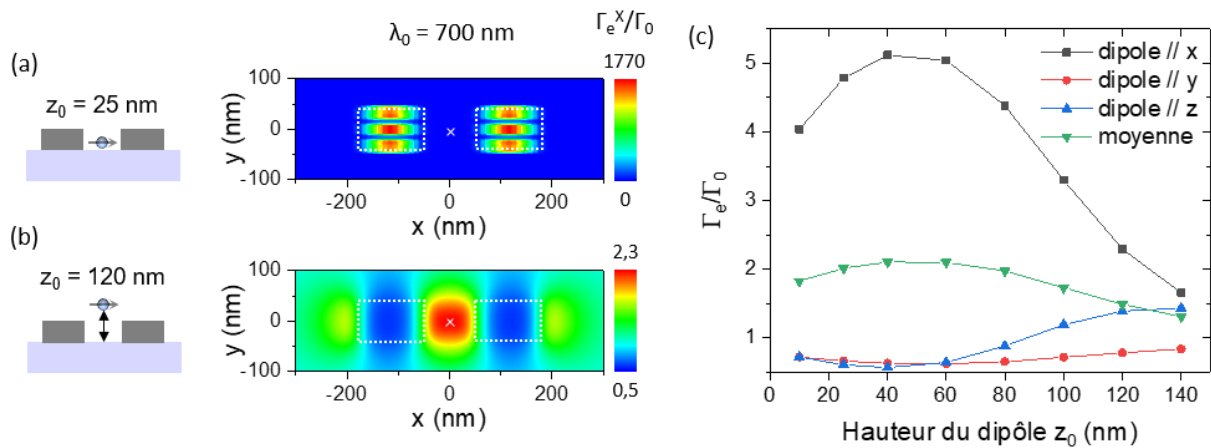 λ₀ = 700 nm
Γₑˣ/Γ₀
(a)
z₀ = 25 nm
1770
0
100
0
-100
y (nm)
-200
0
200
x (nm)
(b)
z₀ = 120 nm
2,3
0,5
100
0
-100
y (nm)
-200
0
200
x (nm)
(c)
dipole // x
dipole // y
dipole // z
moyenne
5
4
3
2
1
Γₑ/Γ₀
0
20
40
60
80
100
120
140
Hauteur du dipôle z₀ (nm)